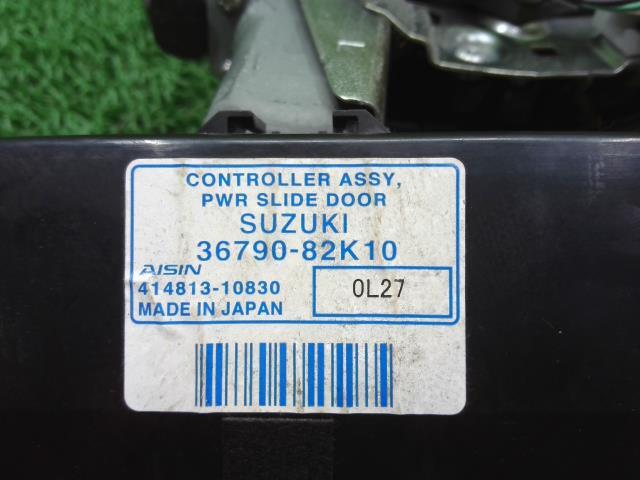 CONTROLLER ASSY,
PWR SLIDE DOOR
SUZUKI
36790-82K10
AISIN
414813-10830
0L27
MADE IN JAPAN